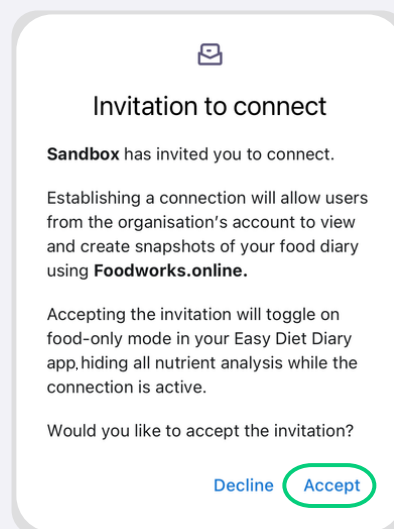 Invitation to connect
Sandbox has invited you to connect.
Establishing a connection will allow users
from the organisation's account to view
and create snapshots of your food diary
using Foodworks.online.
Accepting the invitation will toggle on
food-only mode in your Easy Diet Diary
app,hiding all nutrient analysis while the
connection is active.
Would you like to accept the invitation?
Decline Accept